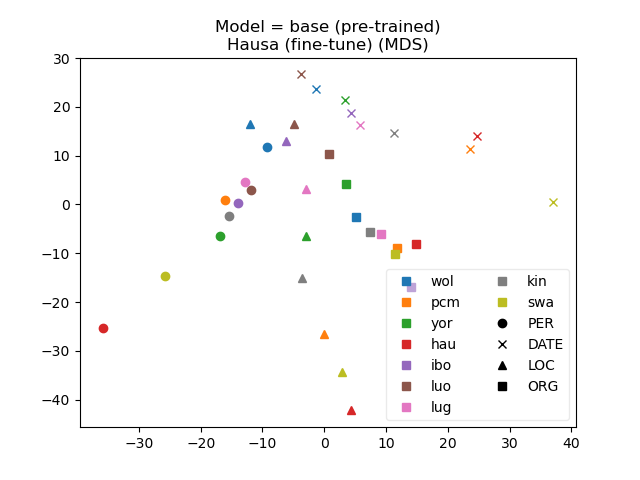 Model = base (pre-trained)
Hausa (fine-tune) (MDS)
30
20
10
0
−10
−20
−30
−40
−30
−20
−10
0
10
20
30
40
wol
pcm
yor
hau
ibo
luo
lug
kin
swa
PER
DATE
LOC
ORG